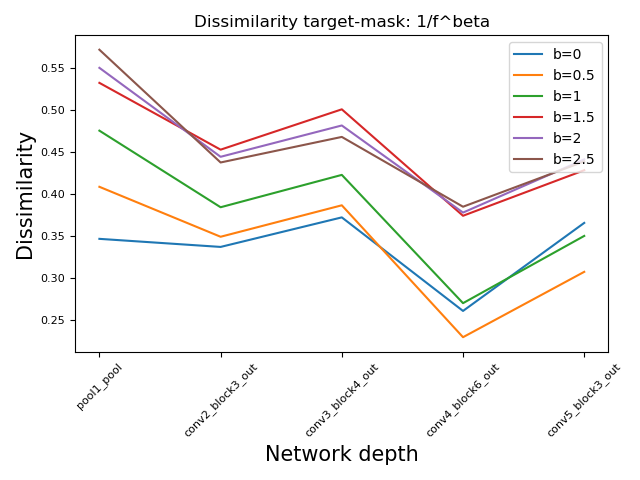 Dissimilarity target-mask: 1/f^beta
b=0
b=0.5
b=1
b=1.5
b=2
b=2.5
Dissimilarity
0.55
0.50
0.45
0.40
0.35
0.30
0.25
pool1_pool
conv2_block3_out
conv3_block4_out
conv4_block6_out
conv5_block3_out
Network depth